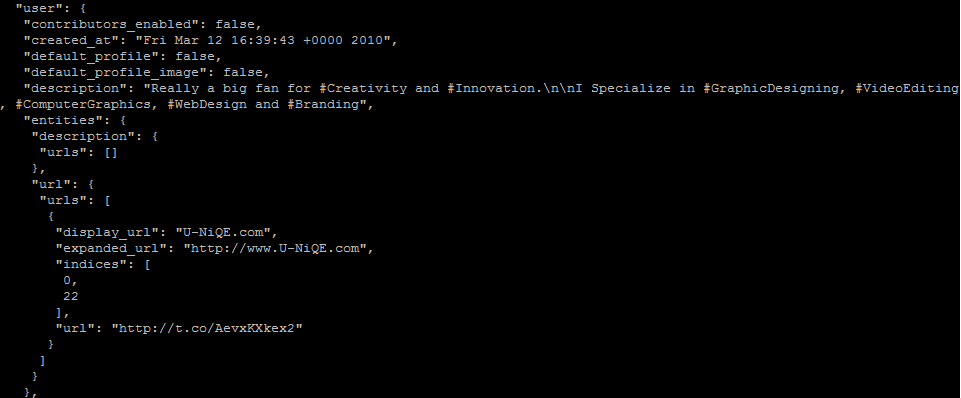 "user": {
"contributors_enabled": false,
"created_at": "Fri Mar 12 16:39:43 +0000 2010",
"default_profile": false,
"default_profile_image": false,
"description": "Really a big fan for #Creativity and #Innovation.\n\nI Specialize in #GraphicDesigning, #VideoEditing
, #ComputerGraphics, #WebDesign and #Branding",
"entities": {
"description": {
"urls": []
},
"url": {
"urls": [
{
"display_url": "U-NiQE.com",
"expanded_url": "http://www.U-NiQE.com",
"indices": [
0,
22
],
"url": "http://t.co/AevxKXkex2"
}
]
}
},